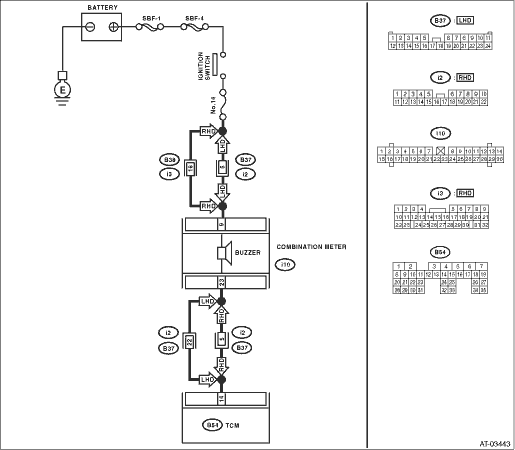 BATTERY
SBF-1
SBF-4
IGNITION
SWITCH
E
No.14
RHD
LHD
B36
i3
16
5
B37
i2
RHD
LHD
9
BUZZER
COMBINATION METER
i10
23
LHD
RHD
i2
B37
22
5
i2
B37
LHD
RHD
14
B54
TCM
B37 : LHD
1 2 3 4 5 6 7 8 9 10 11
12 13 14 15 16 17 18 19 20 21 22 23 24
i2 : RHD
1 2 3 4 5 6 7 8 9 10
11 12 13 14 15 16 17 18 19 20 21 22
i10
1 2 3 4 5 6 7 8 9 10 11 12 13 14
15 16 17 18 19 20 21 22 23 24 25 26 27 28 29 30
i3 : RHD
1 2 3 4 5 6 7 8 9
10 11 12 13 14 15 16 17 18 19 20 21
22 23 24 25 26 27 28 29 30 31 32
B54
1 2 3 4 5 6 7
8 9 10 11 12 13 14 15 16 17 18 19
20 21 22 23 24 25 26 27
28 29 30 31 32 33 34 35
AT-03443